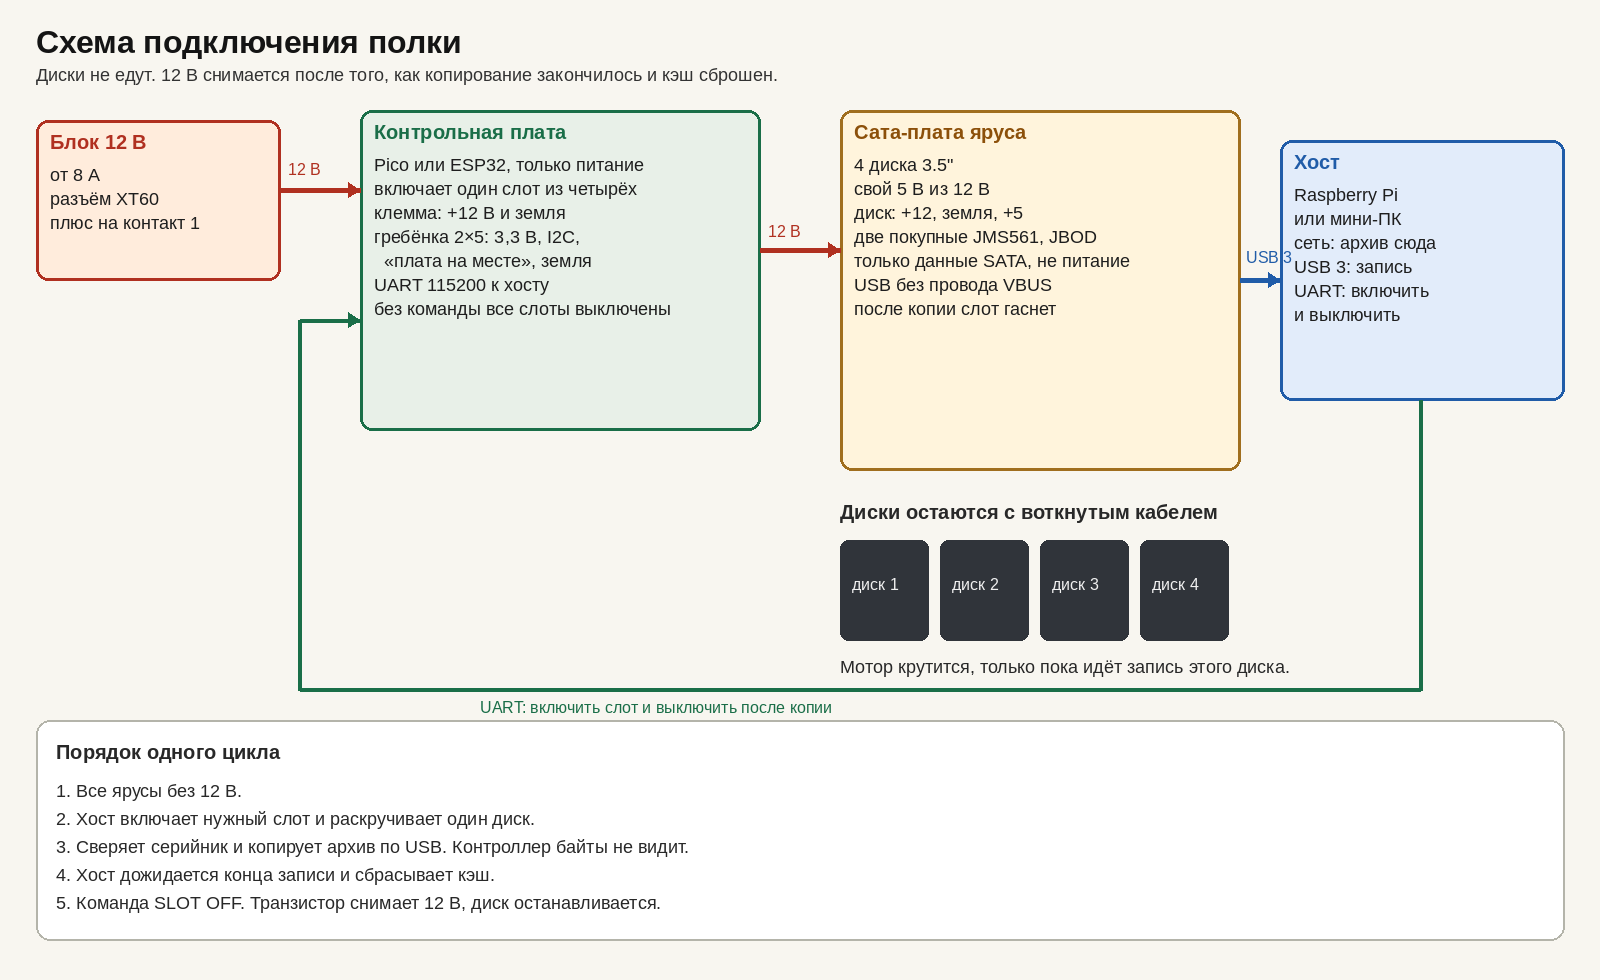 Схема подключения полки
Диски не едут. 12 В снимается после того, как копирование закончилось и кэш сброшен.
Блок 12 В
от 8 А
разъём XT60
плюс на контакт 1
12 В
Контрольная плата
Pico или ESP32, только питание
включает один слот из четырёх
клемма: +12 В и земля
гребёнка 2×5: 3,3 В, I2C,
«плата на месте», земля
UART 115200 к хосту
без команды все слоты выключены
12 В
Сата-плата яруса
4 диска 3.5"
свой 5 В из 12 В
диск: +12, земля, +5
две покупные JMS561, JBOD
только данные SATA, не питание
USB без провода VBUS
после копии слот гаснет
USB 3
Хост
Raspberry Pi
или мини-ПК
сеть: архив сюда
USB 3: запись
UART: включить
и выключить
Диски остаются с воткнутым кабелем
диск 1
диск 2
диск 3
диск 4
Мотор крутится, только пока идёт запись этого диска.
UART: включить слот и выключить после копии
Порядок одного цикла
1. Все ярусы без 12 В.
2. Хост включает нужный слот и раскручивает один диск.
3. Сверяет серийник и копирует архив по USB. Контроллер байты не видит.
4. Хост дожидается конца записи и сбрасывает кэш.
5. Команда SLOT OFF. Транзистор снимает 12 В, диск останавливается.